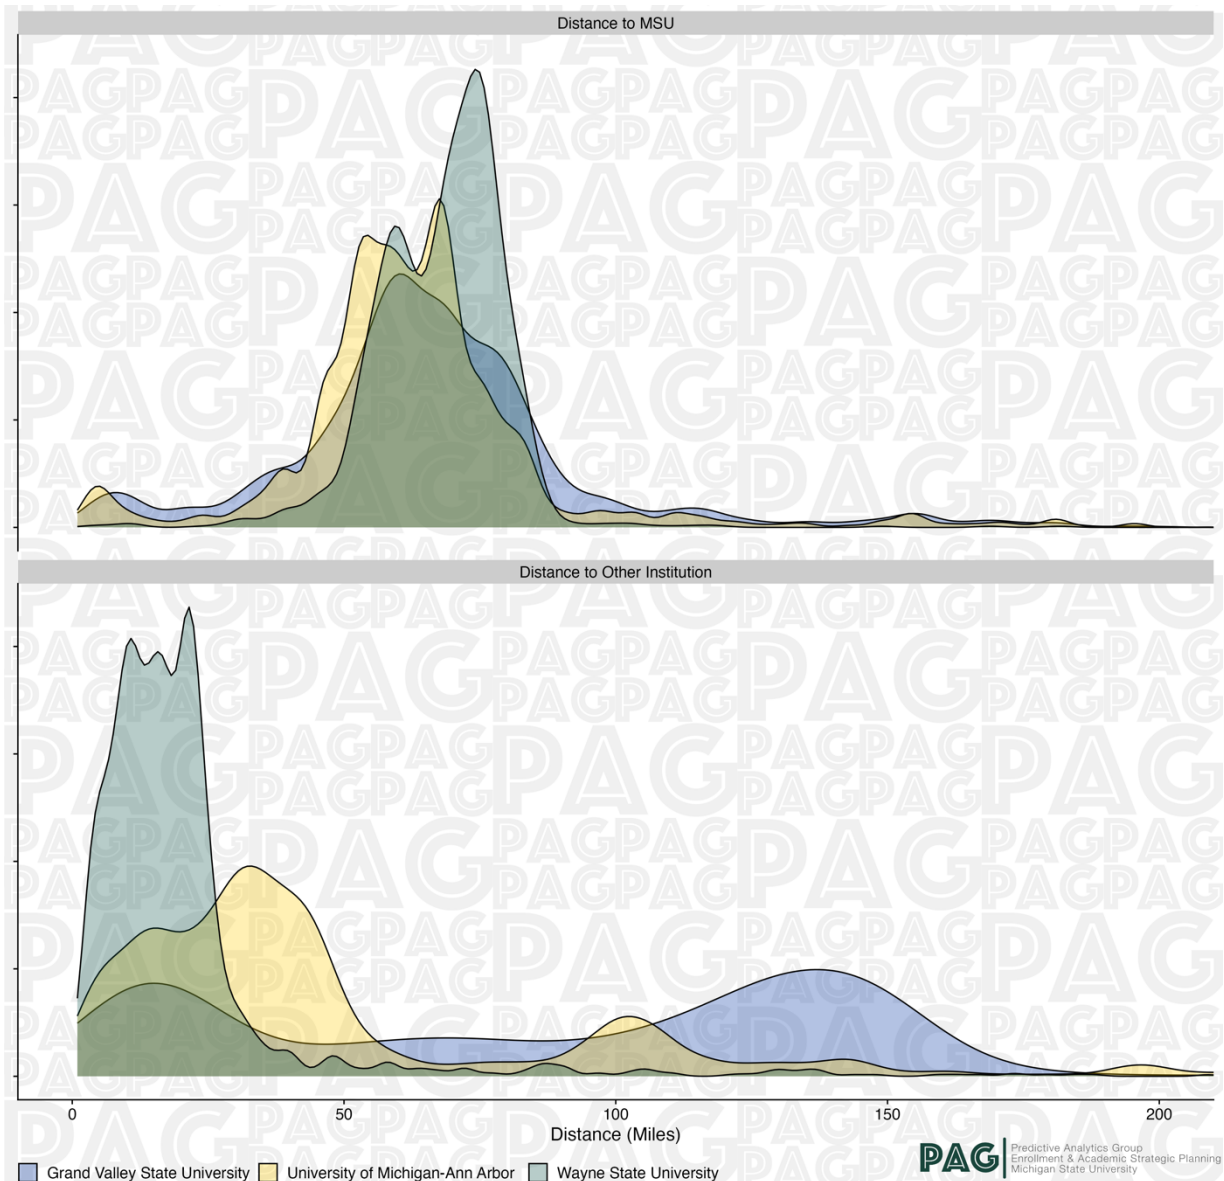 Distance to MSU
Distance to Other Institution
0 50 100 150 200
Distance (Miles)
Grand Valley State University University of Michigan-Ann Arbor Wayne State University
PAG
Predictive Analytics Group
Enrollment & Academic Strategic Planning
Michigan State University